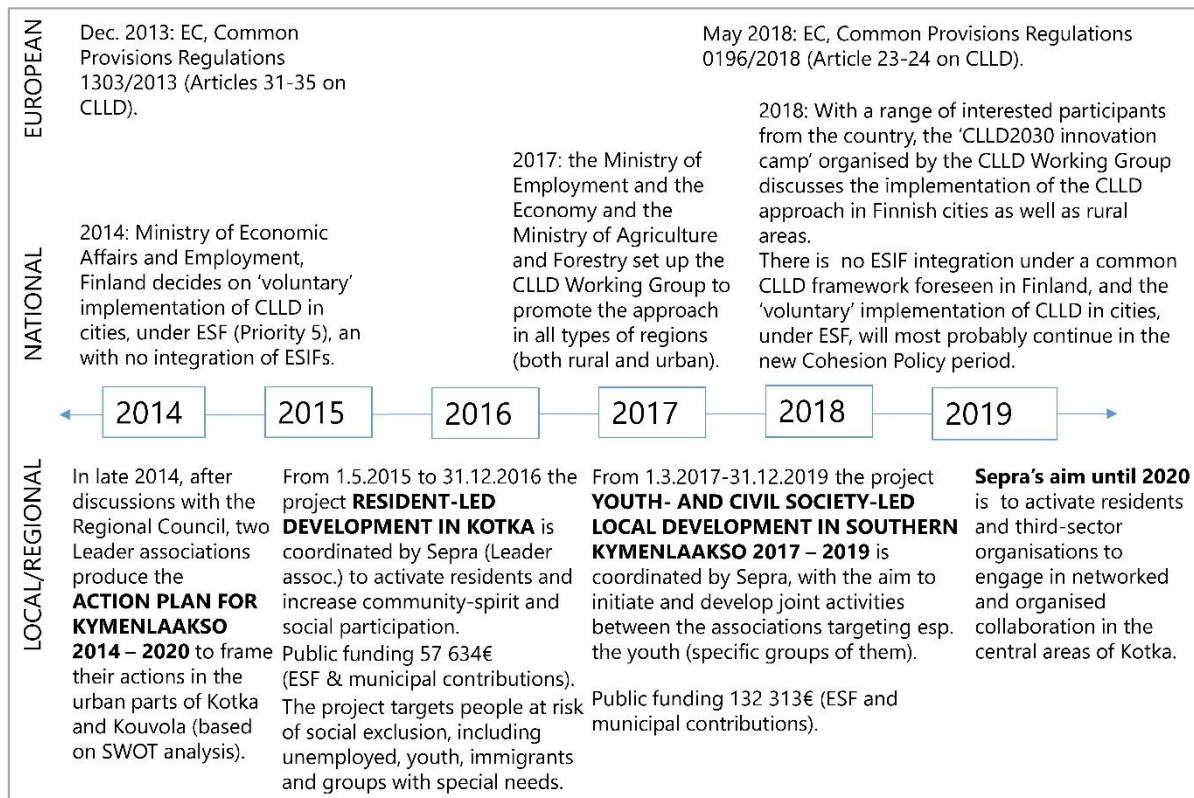 EUROPEAN
Dec. 2013: EC, Common
Provisions Regulations
1303/2013 (Articles 31-35 on
CLLD).
May 2018: EC, Common Provisions Regulations
0196/2018 (Article 23-24 on CLLD).
NATIONAL
2014: Ministry of Economic
Affairs and Employment,
Finland decides on ‘voluntary’
implementation of CLLD in
cities, under ESF (Priority 5), an
with no integration of ESIFs.
2017: the Ministry of
Employment and the
Economy and the
Ministry of Agriculture
and Forestry set up the
CLLD Working Group to
promote the approach
in all types of regions
(both rural and urban).
2018: With a range of interested participants
from the country, the ‘CLLD2030 innovation
camp’ organised by the CLLD Working Group
discusses the implementation of the CLLD
approach in Finnish cities as well as rural
areas.
There is no ESIF integration under a common
CLLD framework foreseen in Finland, and the
‘voluntary’ implementation of CLLD in cities,
under ESF, will most probably continue in the
new Cohesion Policy period.
2014
2015
2016
2017
2018
2019
LOCAL/REGIONAL
In late 2014, after
discussions with the
Regional Council, two
Leader associations
produce the
ACTION PLAN FOR
KYMENLAAKSO
2014 – 2020 to frame
their actions in the
urban parts of Kotka
and Kouvola (based
on SWOT analysis).
From 1.5.2015 to 31.12.2016 the
project RESIDENT-LED
DEVELOPMENT IN KOTKA is
coordinated by Sepra (Leader
assoc.) to activate residents and
increase community-spirit and
social participation.
Public funding 57 634€
(ESF & municipal contributions).
The project targets people at risk
of social exclusion, including
unemployed, youth, immigrants
and groups with special needs.
From 1.3.2017-31.12.2019 the project
YOUTH- AND CIVIL SOCIETY-LED
LOCAL DEVELOPMENT IN SOUTHERN
KYMENLAAKSO 2017 – 2019 is
coordinated by Sepra, with the aim to
initiate and develop joint activities
between the associations targeting esp.
the youth (specific groups of them).
Public funding 132 313€ (ESF and
municipal contributions).
Sepra’s aim until 2020
is to activate residents
and third-sector
organisations to
engage in networked
and organised
collaboration in the
central areas of Kotka.